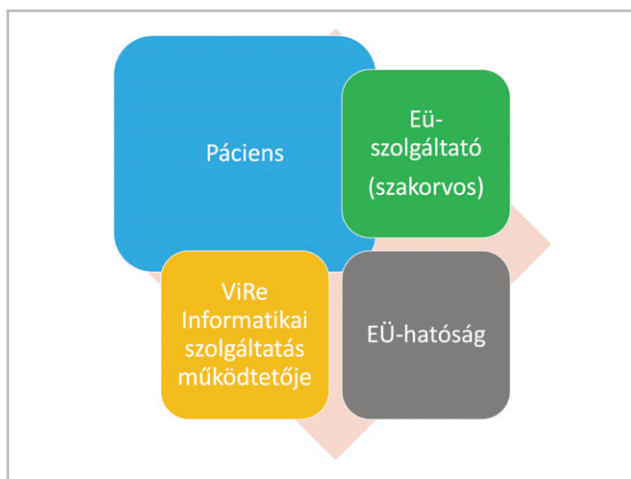 Páciens
Eü-
szolgáltató
(szakorvos)
ViRe
Informatikai
szolgáltatás
működtetője
EÜ-hatóság